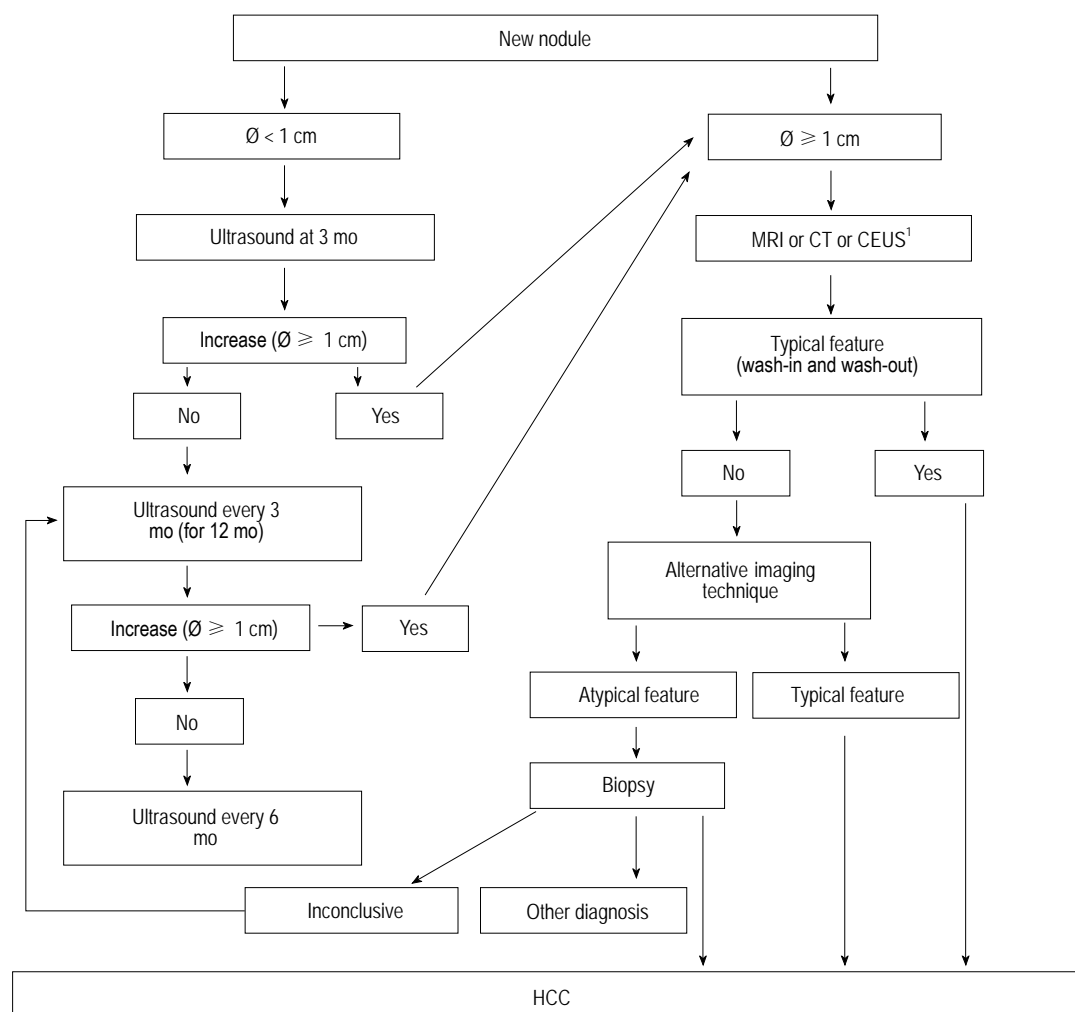 New nodule
Ø < 1 cm
Ø ≥ 1 cm
Ultrasound at 3 mo
MRI or CT or CEUS¹
Increase (Ø ≥ 1 cm)
Typical feature
(wash-in and wash-out)
No
Yes
No
Yes
Ultrasound every 3
mo (for 12 mo)
Alternative imaging
technique
Increase (Ø ≥ 1 cm)
Yes
Atypical feature
Typical feature
No
Biopsy
Ultrasound every 6
mo
Inconclusive
Other diagnosis
HCC